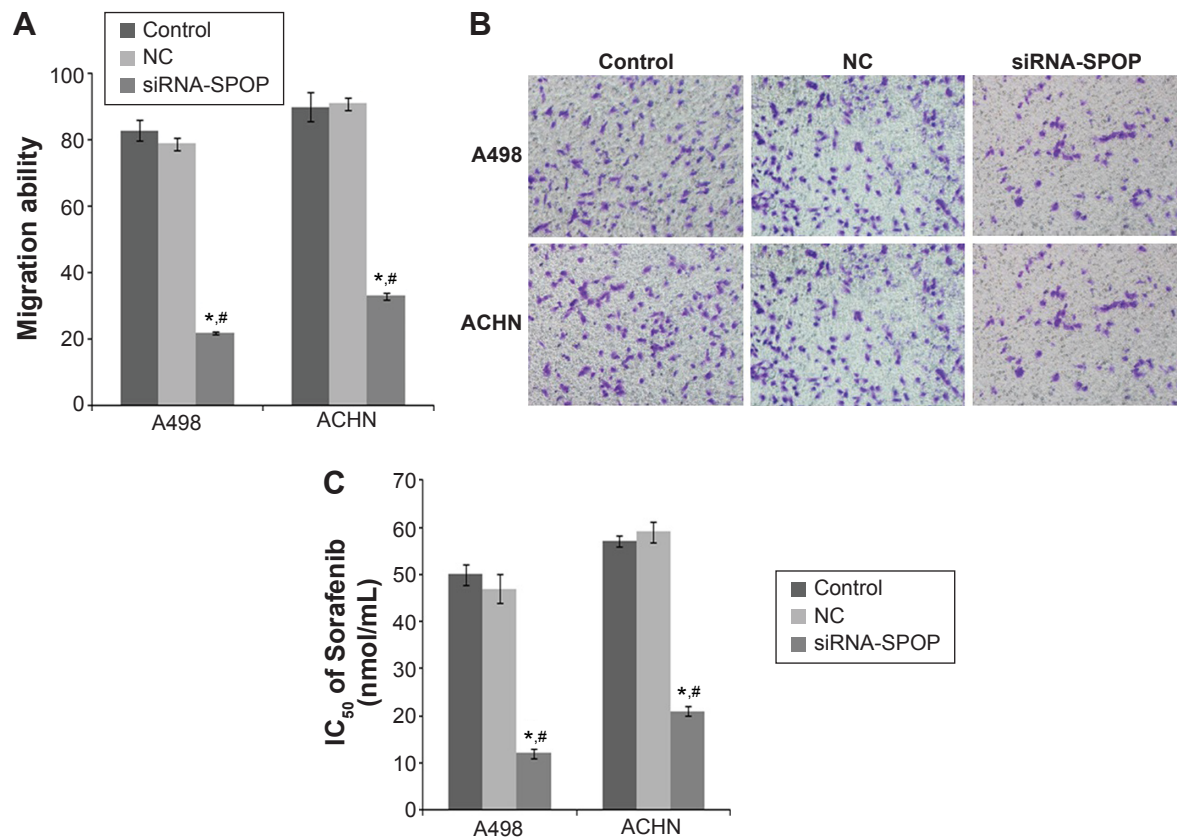 A
Control
NC
siRNA-SPOP
Migration ability
100
80
60
40
20
0
*,#
*,#
A498
ACHN
B
Control
NC
siRNA-SPOP
A498
ACHN
C
IC50 of Sorafenib
(nmol/mL)
70
60
50
40
30
20
10
0
*,#
*,#
A498
ACHN
Control
NC
siRNA-SPOP